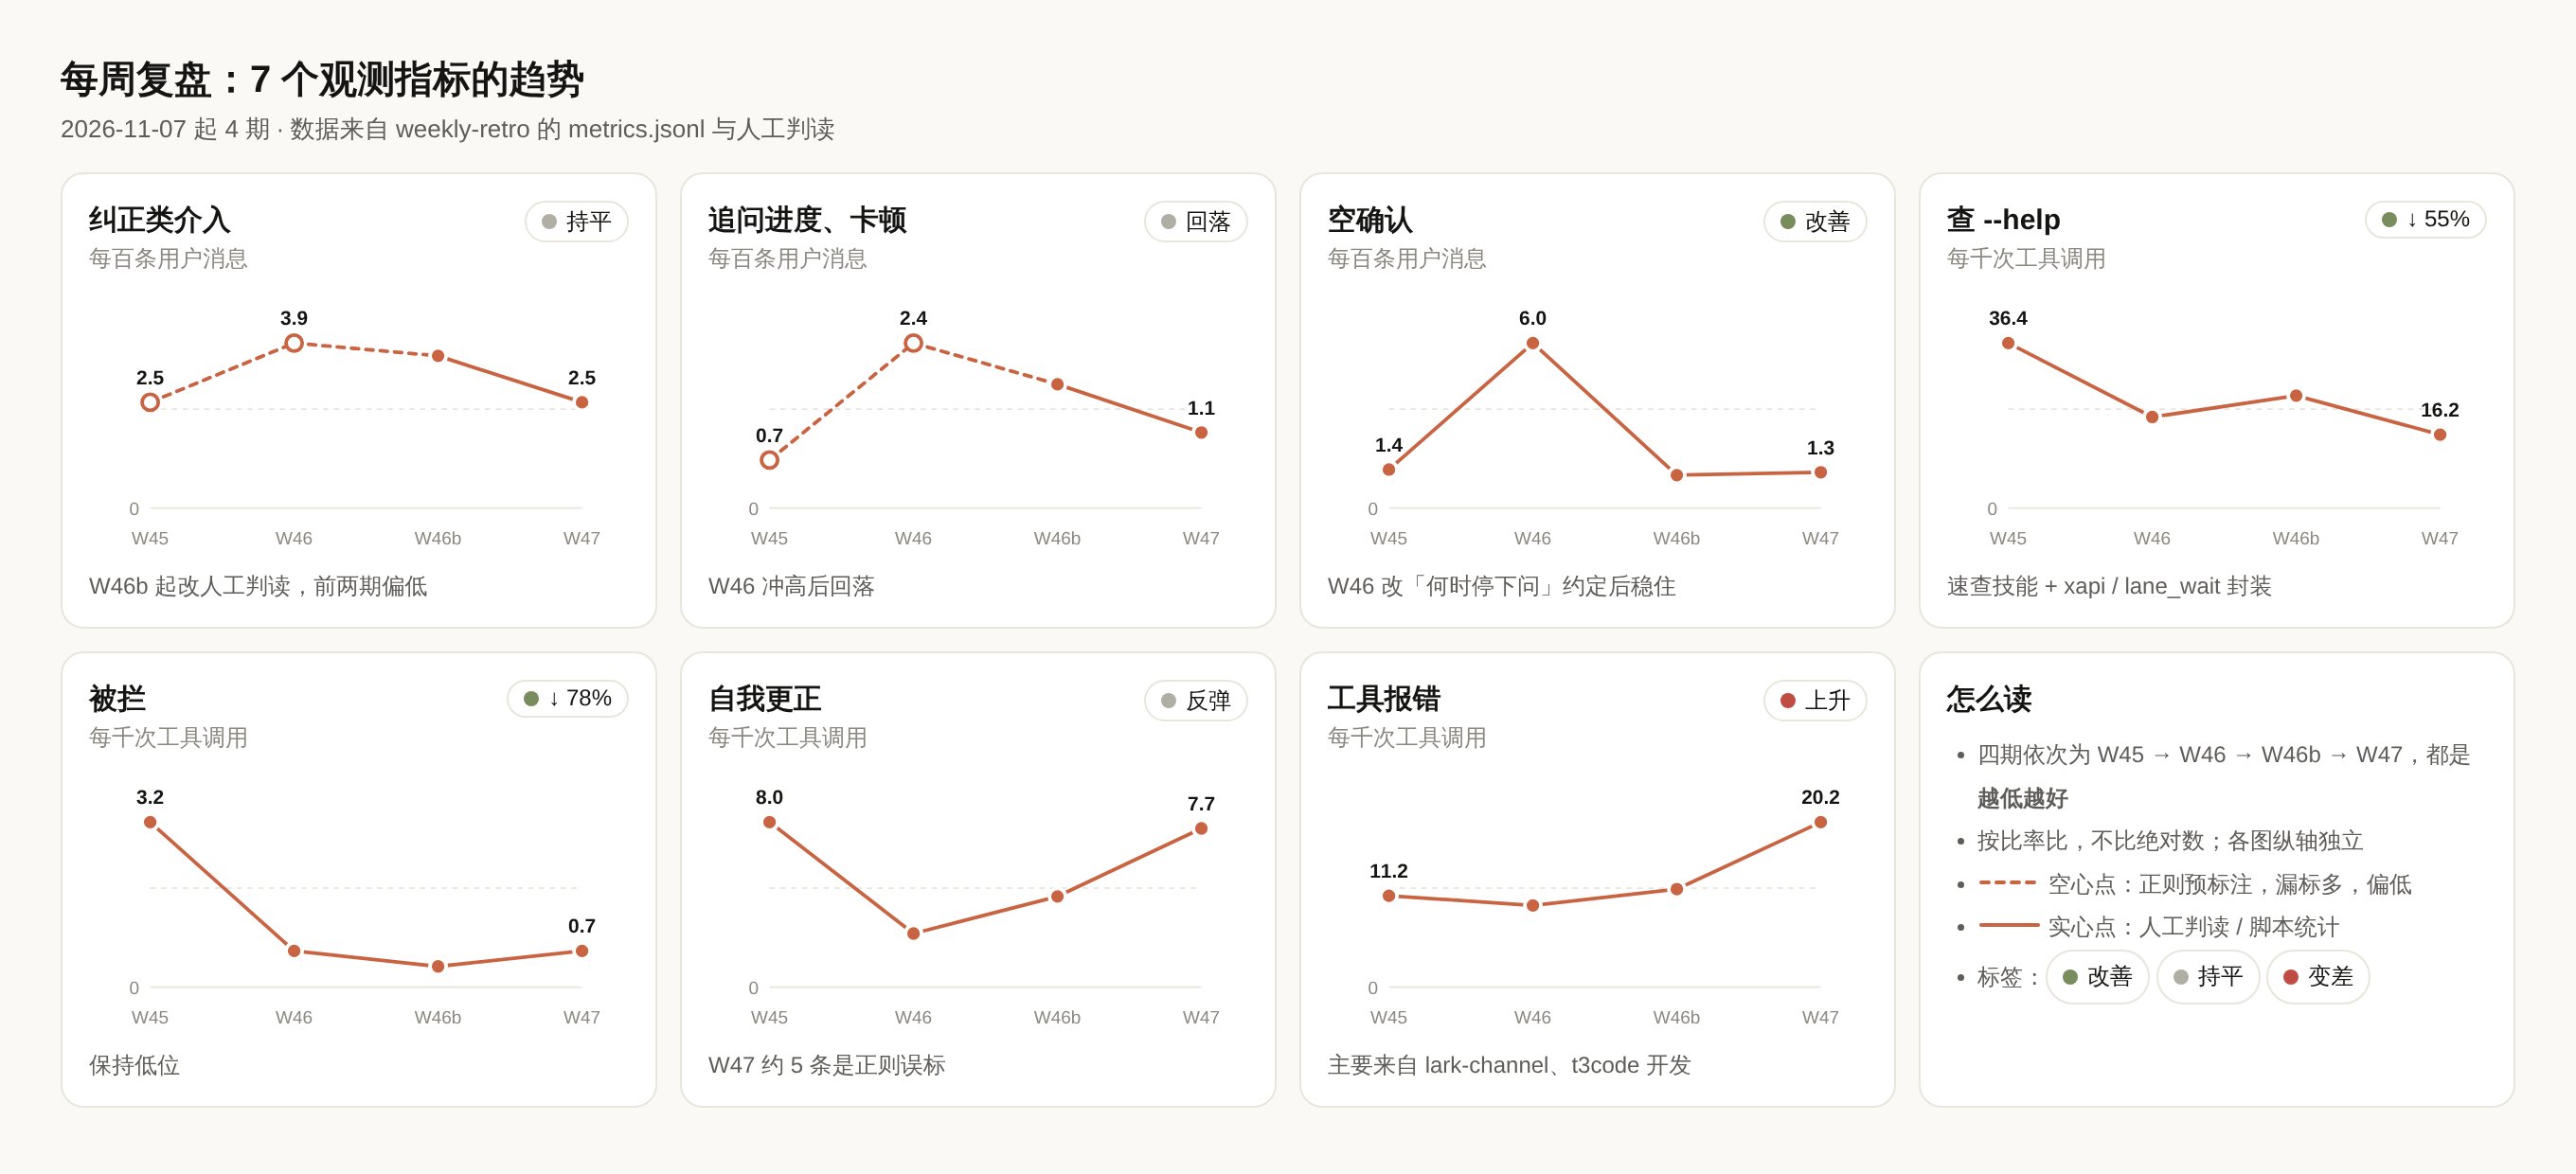 每周复盘：7 个观测指标的趋势
2026-11-07 起 4 期 · 数据来自 weekly-retro 的 metrics.jsonl 与人工判读
纠正类介入
持平
每百条用户消息
3.9
2.5
2.5
0
W45 W46 W46b W47
W46b 起改人工判读，前两期偏低
追问进度、卡顿
回落
每百条用户消息
2.4
1.1
0.7
0
W45 W46 W46b W47
W46 冲高后回落
空确认
改善
每百条用户消息
6.0
1.4
1.3
0
W45 W46 W46b W47
W46 改「何时停下问」约定后稳住
查 --help
↓ 55%
每千次工具调用
36.4
16.2
0
W45 W46 W46b W47
速查技能 + xapi / lane_wait 封装
被拦
↓ 78%
每千次工具调用
3.2
0.7
0
W45 W46 W46b W47
保持低位
自我更正
反弹
每千次工具调用
8.0
7.7
0
W45 W46 W46b W47
W47 约 5 条是正则误标
工具报错
上升
每千次工具调用
20.2
11.2
0
W45 W46 W46b W47
主要来自 lark-channel、t3code 开发
怎么读
• 四期依次为 W45 → W46 → W46b → W47，都是
越低越好
• 按比率比，不比绝对数；各图纵轴独立
• 空心点：正则预标注，漏标多，偏低
• 实心点：人工判读 / 脚本统计
• 标签： 改善 持平 变差